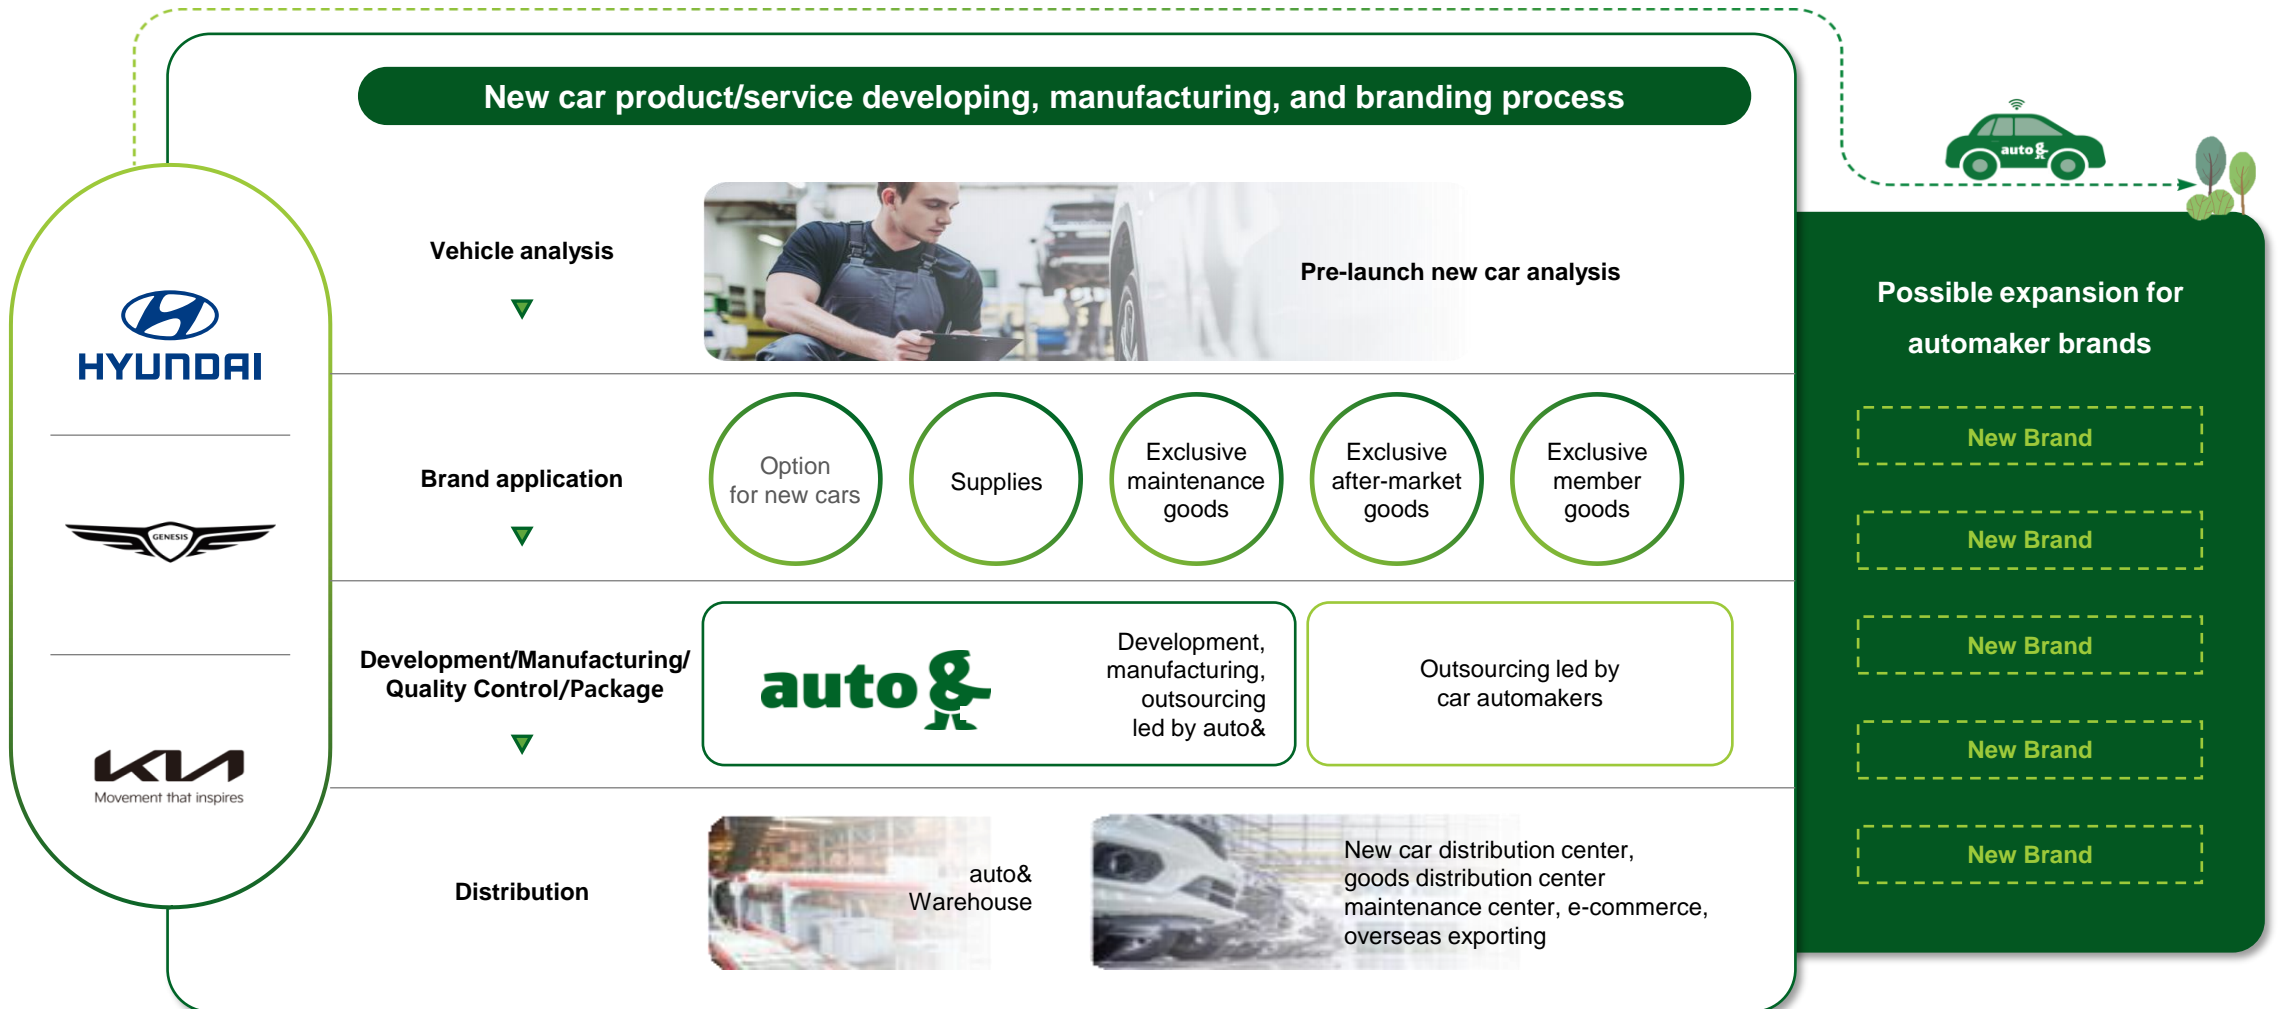 New car product/service developing, manufacturing, and branding process
auto&
HYUNDAI
GENESIS
KIA
Movement that inspires
Vehicle analysis
Pre-launch new car analysis
Brand application
Option
for new cars
Supplies
Exclusive
maintenance
goods
Exclusive
after-market
goods
Exclusive
member
goods
Development/Manufacturing/
Quality Control/Package
auto&
Development,
manufacturing,
outsourcing
led by auto&
Outsourcing led by
car automakers
Distribution
auto&
Warehouse
New car distribution center,
goods distribution center
maintenance center, e-commerce,
overseas exporting
Possible expansion for
automaker brands
New Brand
New Brand
New Brand
New Brand
New Brand